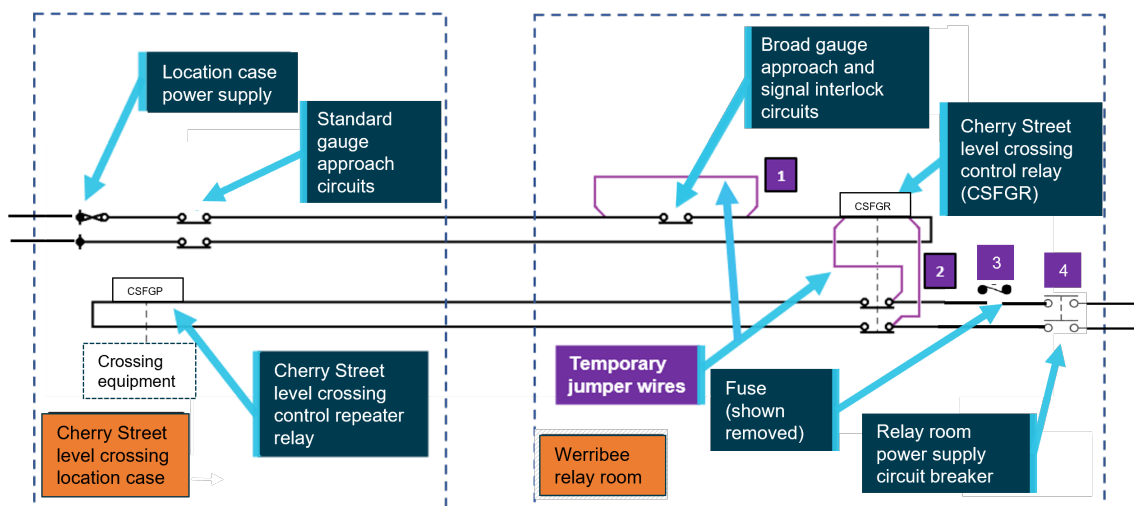 Location case
power supply
Standard
gauge
approach
circuits
Broad gauge
approach and
signal interlock
circuits
Cherry Street
level crossing
control relay
(CSFGR)
1
CSFGR
2
3
4
CSFGP
Crossing
equipment
Cherry Street
level crossing
control repeater
relay
Temporary
jumper wires
Fuse
(shown
removed)
Relay room
power supply
circuit breaker
Cherry Street
level crossing
location case
Werribee
relay room